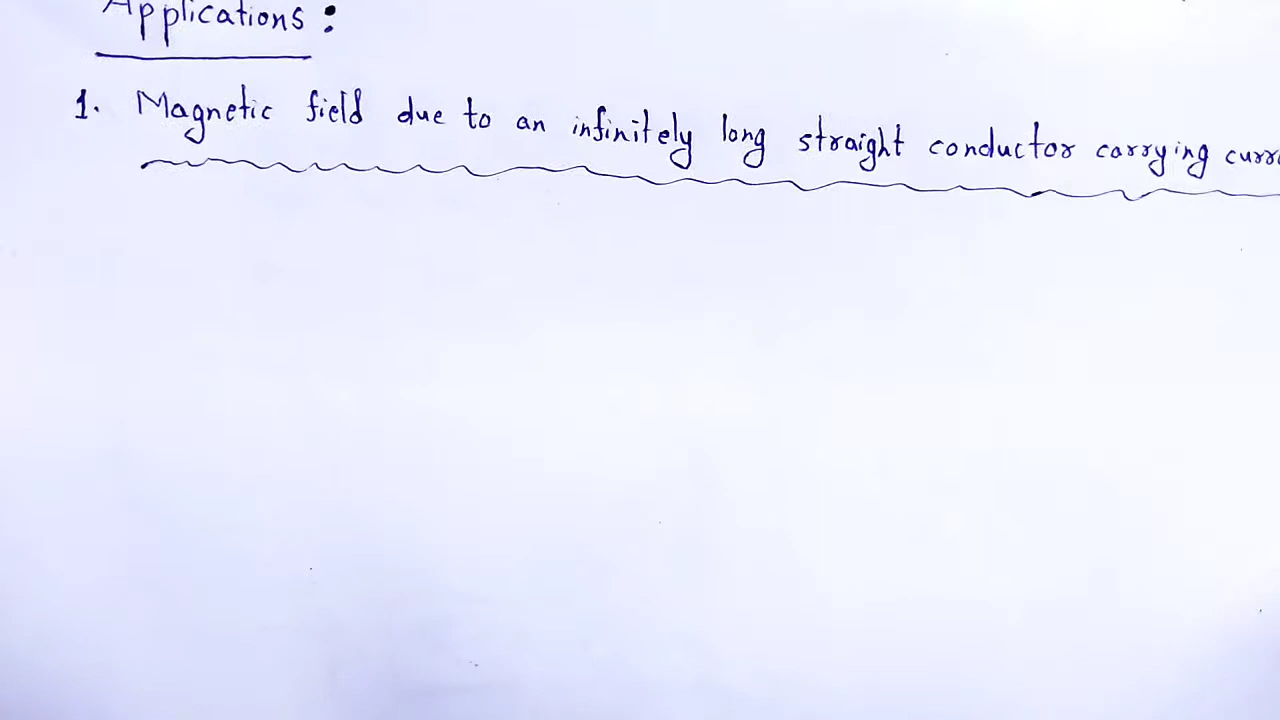 Applications :
1. Magnetic field due to an infinitely long straight conductor carrying